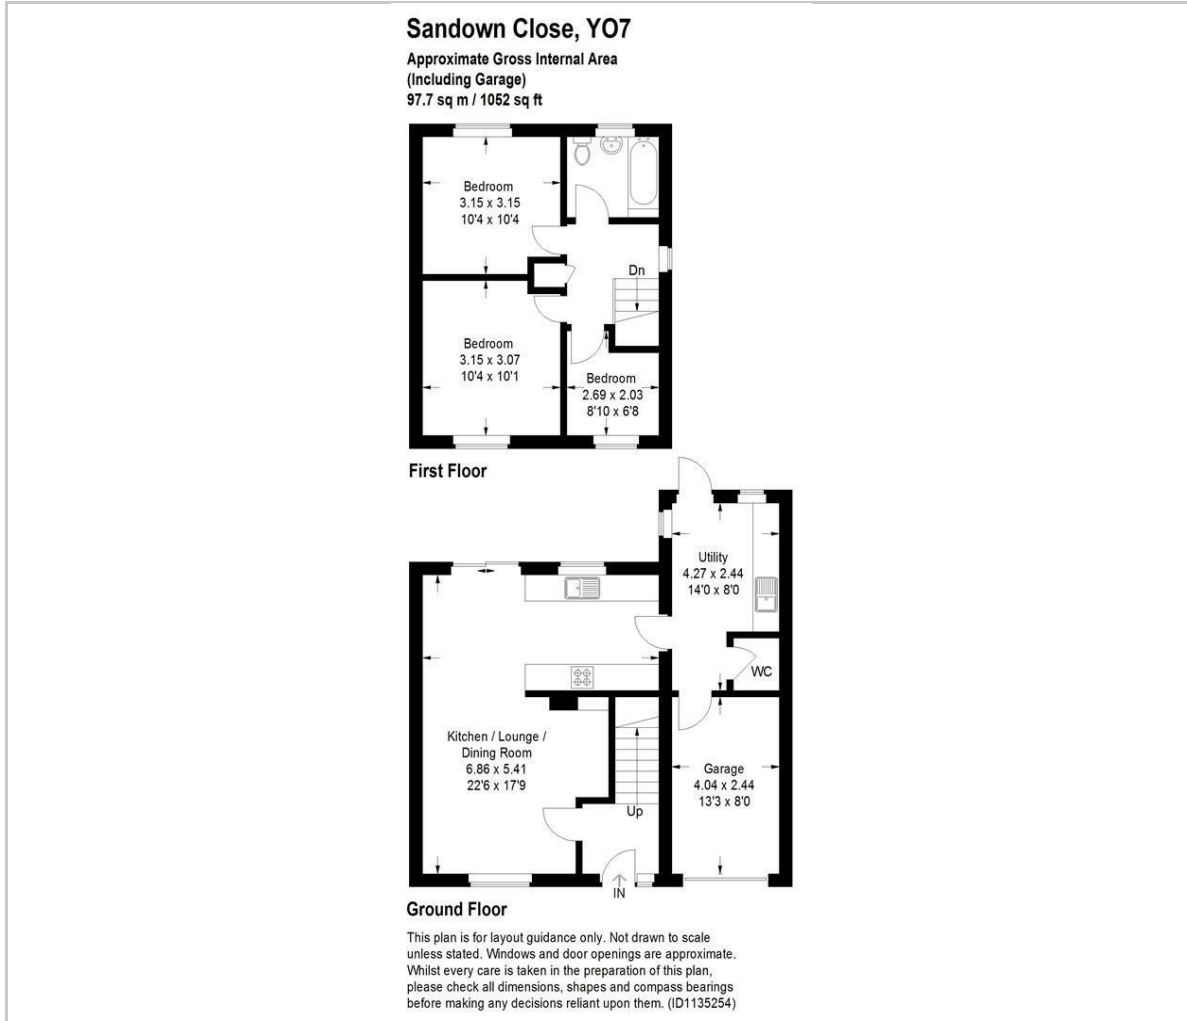 Sandown Close, YO7
Approximate Gross Internal Area
(Including Garage)
97.7 sq m / 1052 sq ft
Bedroom
3.15 x 3.15
10'4 x 10'4
Dn
Bedroom
3.15 x 3.07
10'4 x 10'1
Bedroom
2.69 x 2.03
8'10 x 6'8
First Floor
Utility
4.27 x 2.44
14'0 x 8'0
WC
Kitchen / Lounge /
Dining Room
6.86 x 5.41
22'6 x 17'9
Garage
4.04 x 2.44
13'3 x 8'0
Up
IN
Ground Floor
This plan is for layout guidance only. Not drawn to scale
unless stated. Windows and door openings are approximate.
Whilst every care is taken in the preparation of this plan,
please check all dimensions, shapes and compass bearings
before making any decisions reliant upon them. (ID1135254)